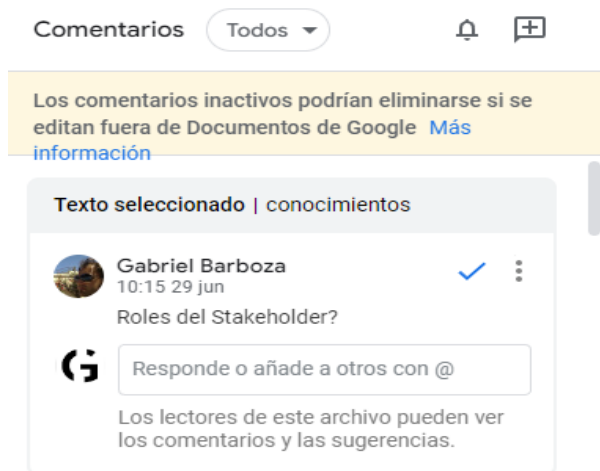 Comentarios Todos
Los comentarios inactivos podrían eliminarse si se
editan fuera de Documentos de Google Más
información
Texto seleccionado | conocimientos
Gabriel Barboza
10:15 29 jun
Roles del Stakeholder?
Responde o añade a otros con @
Los lectores de este archivo pueden ver
los comentarios y las sugerencias.